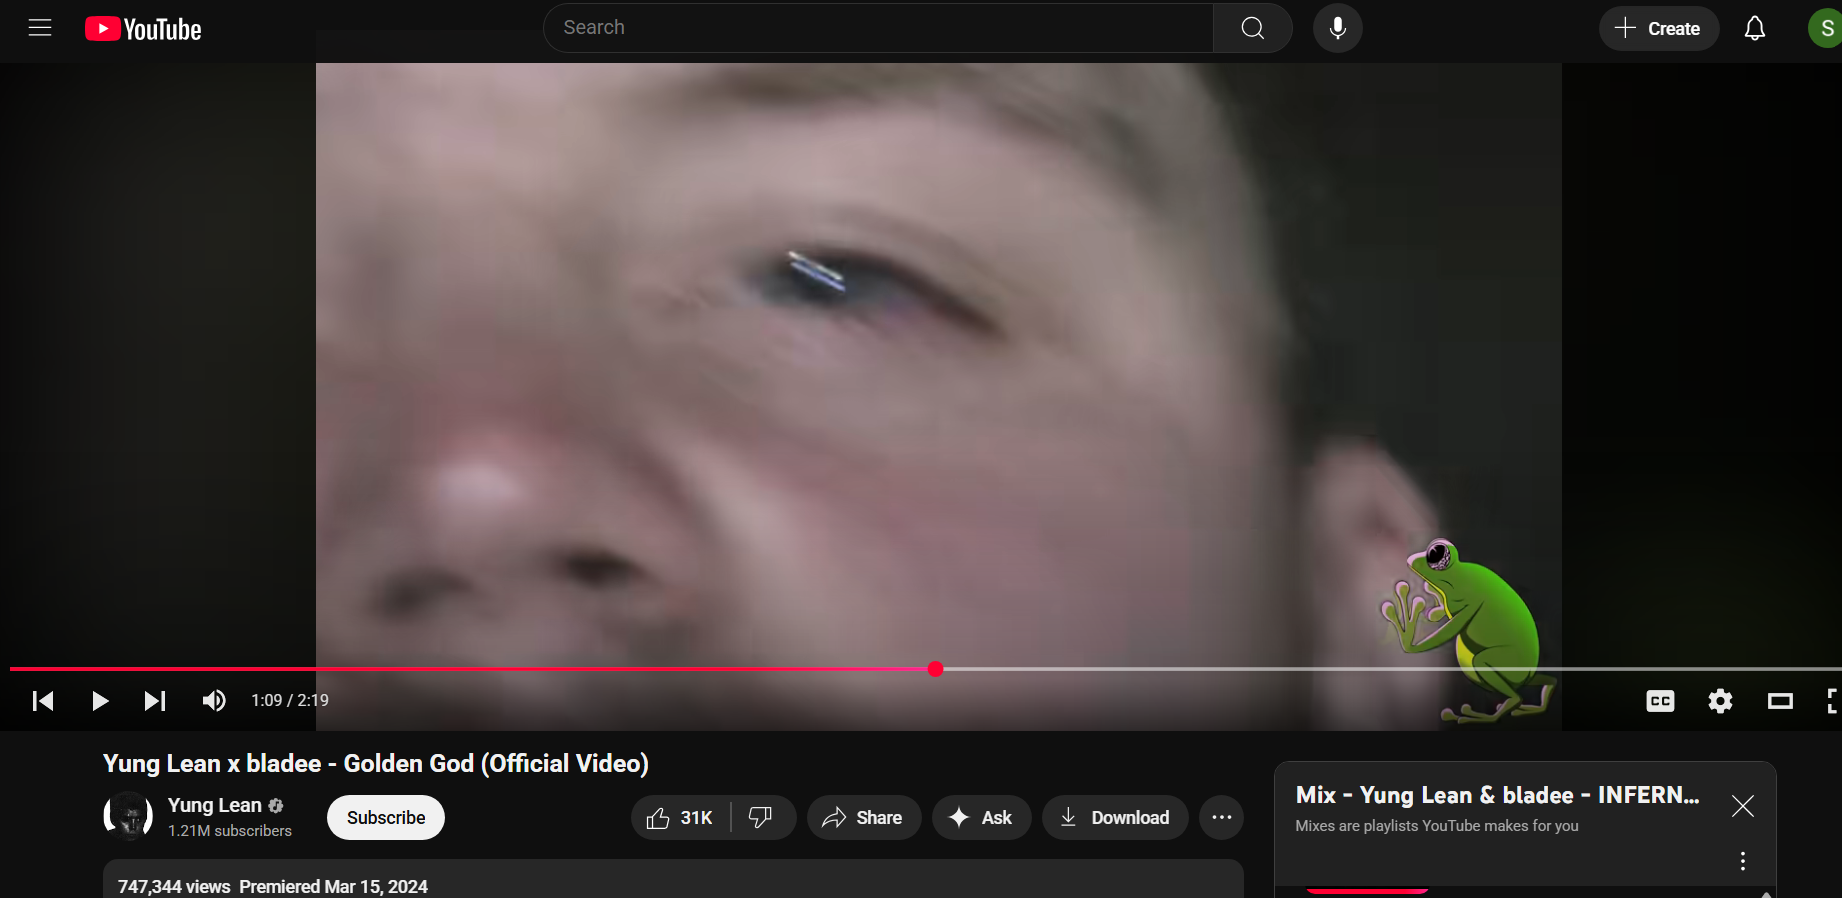 YouTube
Search
Create
S
1:09 / 2:19
CC
Yung Lean x bladee - Golden God (Official Video)
Yung Lean
1.21M subscribers
Subscribe
31K
Share
Ask
Download
747,344 views Premiered Mar 15, 2024
Mix - Yung Lean & bladee - INFERN...
Mixes are playlists YouTube makes for you